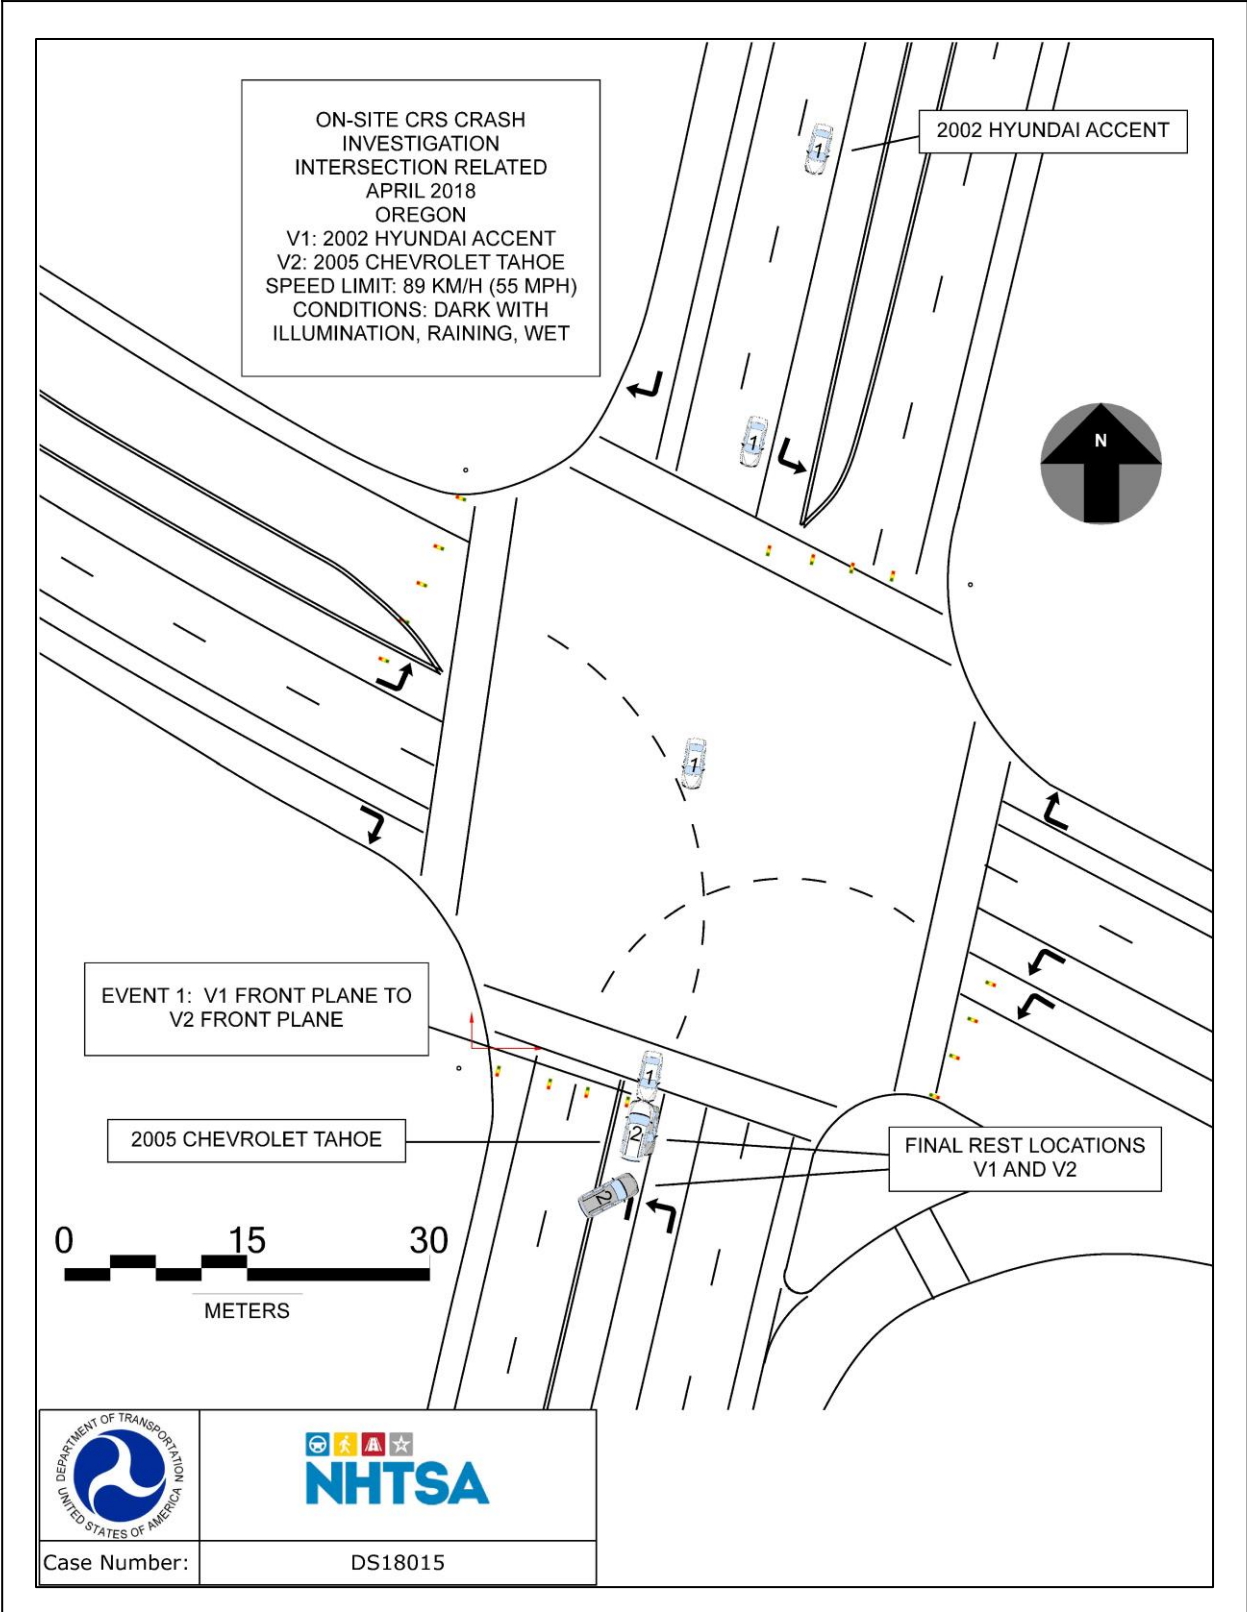 ON-SITE CRS CRASH
INVESTIGATION
INTERSECTION RELATED
APRIL 2018
OREGON
V1: 2002 HYUNDAI ACCENT
V2: 2005 CHEVROLET TAHOE
SPEED LIMIT: 89 KM/H (55 MPH)
CONDITIONS: DARK WITH
ILLUMINATION, RAINING, WET
2002 HYUNDAI ACCENT
1
1
N
1
EVENT 1: V1 FRONT PLANE TO
V2 FRONT PLANE
1
2005 CHEVROLET TAHOE
2
FINAL REST LOCATIONS
V1 AND V2
2
0 15 30
METERS
DEPARTMENT OF TRANSPORTATION
UNITED STATES OF AMERICA
NHTSA
Case Number: DS18015